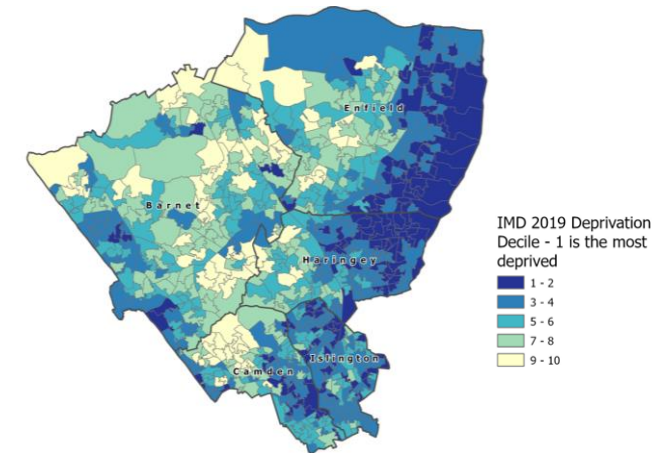 Enfield
Barnet
Haringey
Islington
Camden
IMD 2019 Deprivation
Decile - 1 is the most
deprived
1 - 2
3 - 4
5 - 6
7 - 8
9 - 10